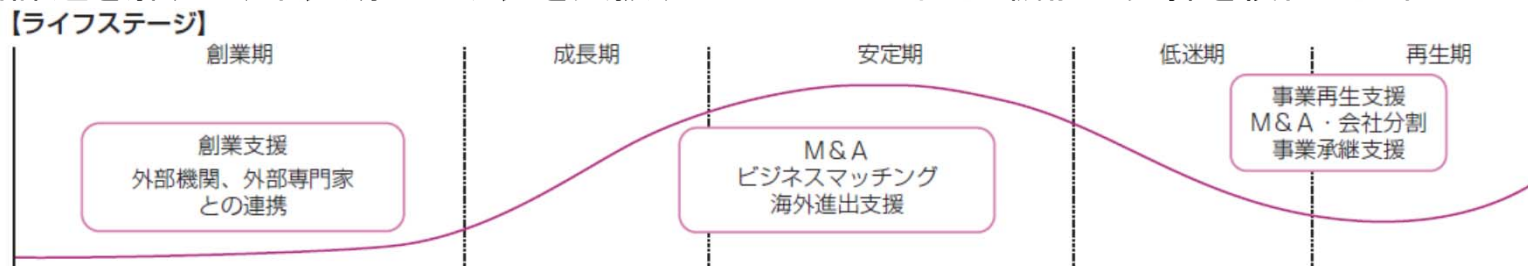 【ライフステージ】
創業期
成長期
安定期
低迷期
再生期
創業支援
外部機関、外部専門家
との連携
M&A
ビジネスマッチング
海外進出支援
事業再生支援
M&A・会社分割
事業承継支援